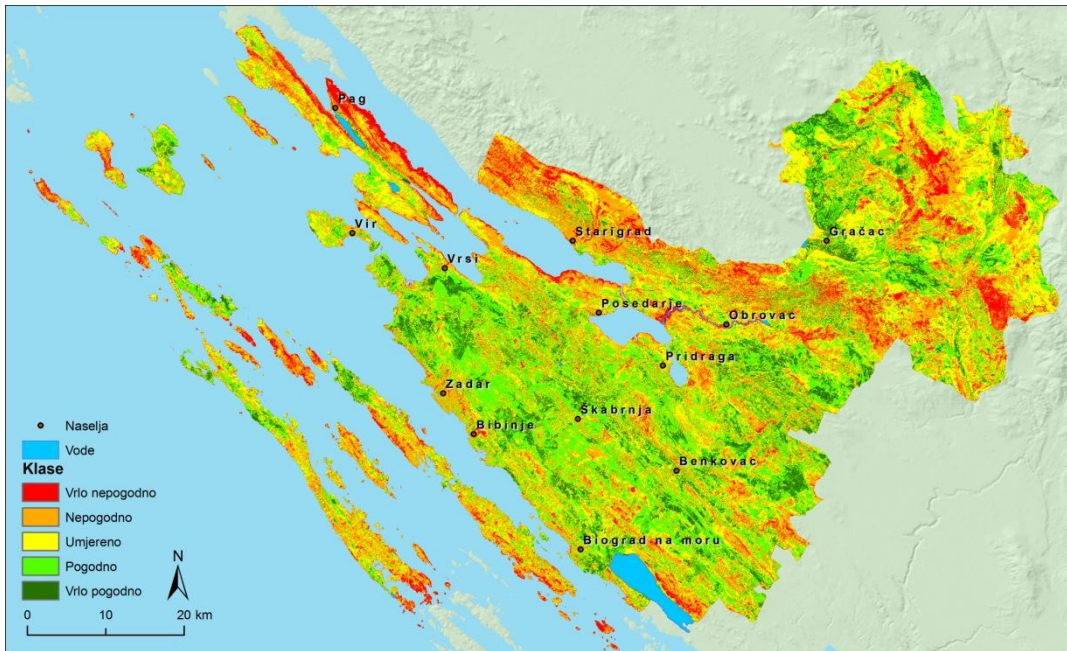 Pag
Vir
Vrsi
Starigrad
Gračac
Posedarje
Obrovac
Pridraga
Zadar
Škabrnja
Bibinje
Benkovac
Biograd na moru
Naselja
Vode
Klase
Vrlo nepogodno
Nepogodno
Umjereno
Pogodno
Vrlo pogodno
N
0 10 20 km